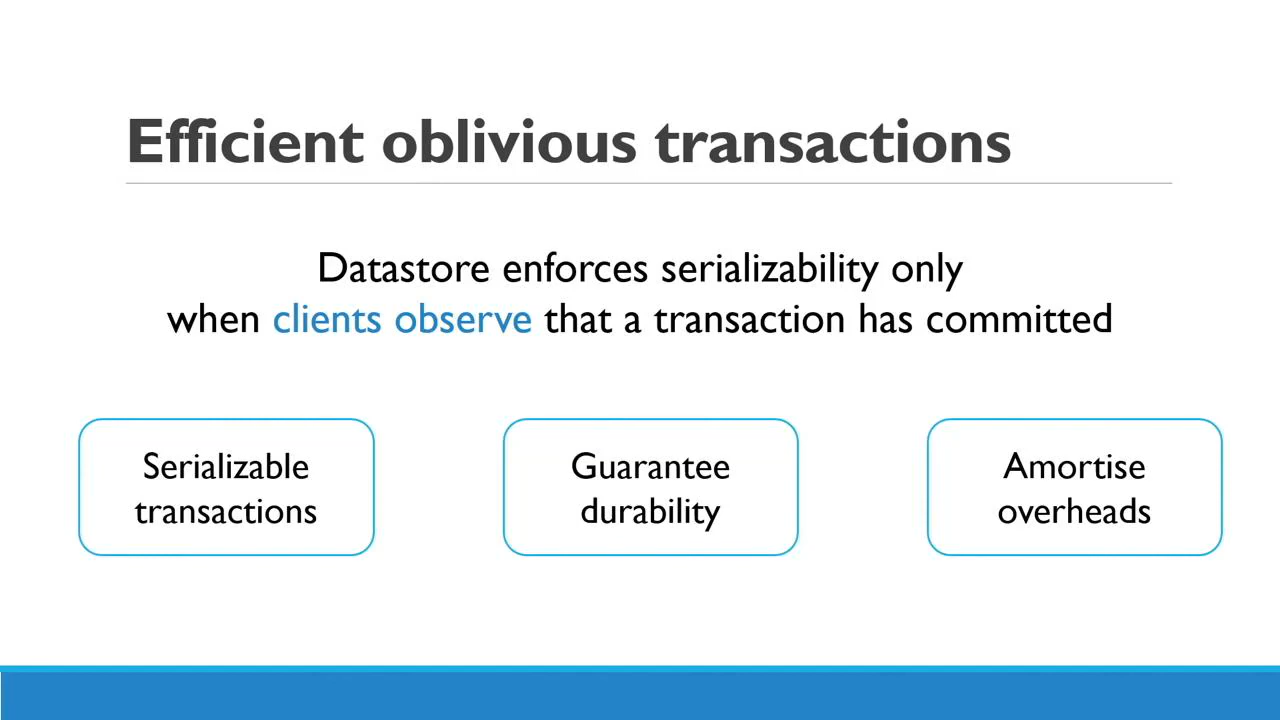 Efficient oblivious transactions
Datastore enforces serializability only
when clients observe that a transaction has committed
Serializable
transactions
Guarantee
durability
Amortise
overheads